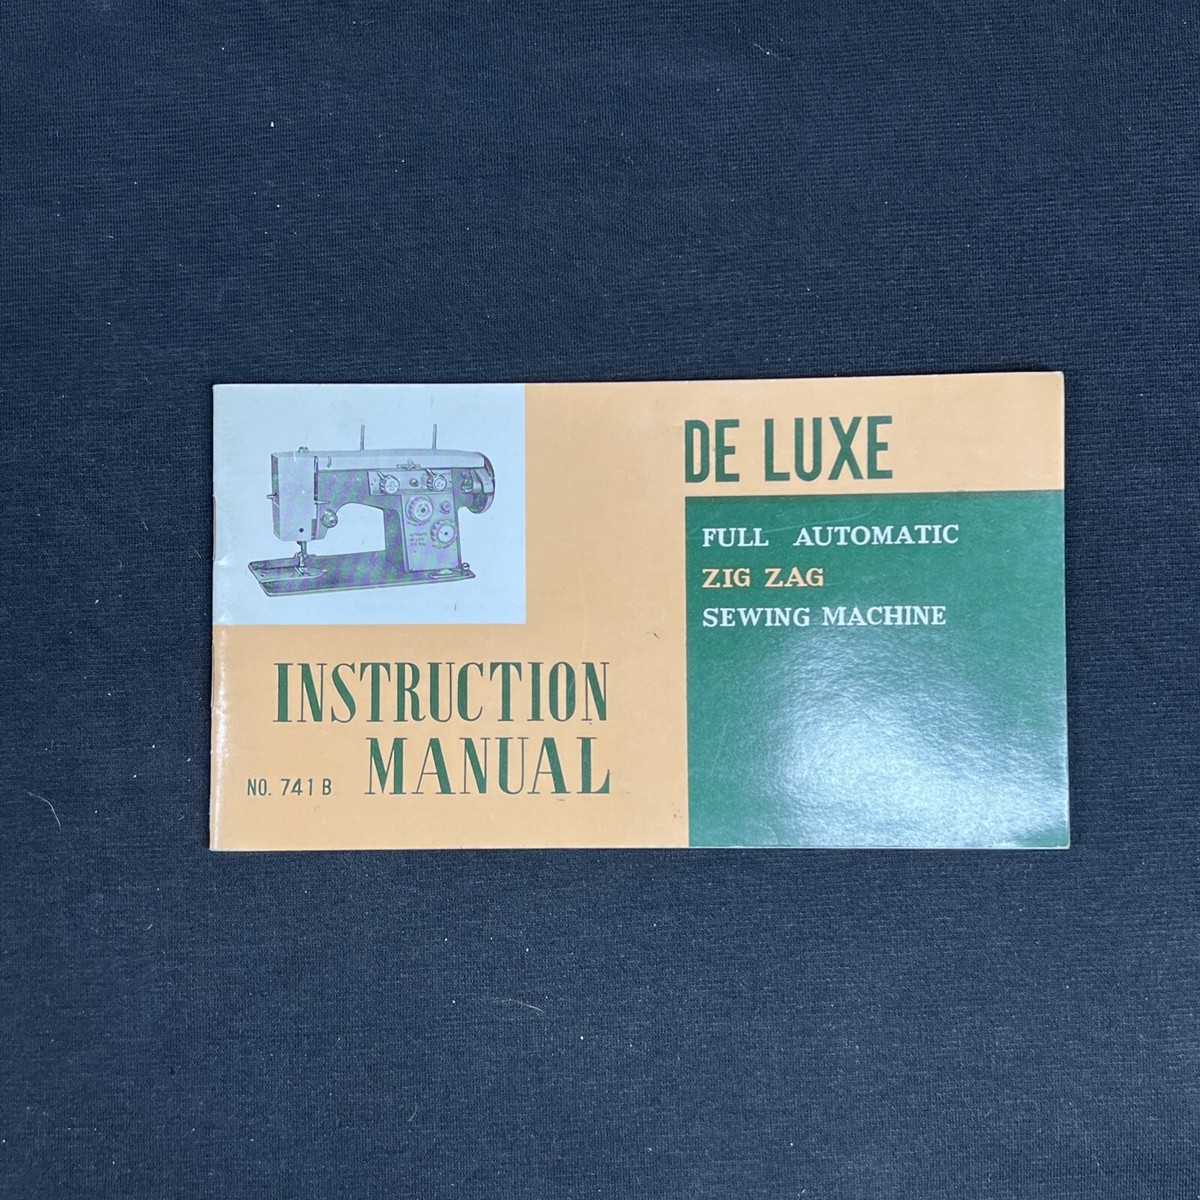 DE LUXE
FULL AUTOMATIC
ZIG ZAG
SEWING MACHINE
INSTRUCTION
MANUAL
NO. 741 B